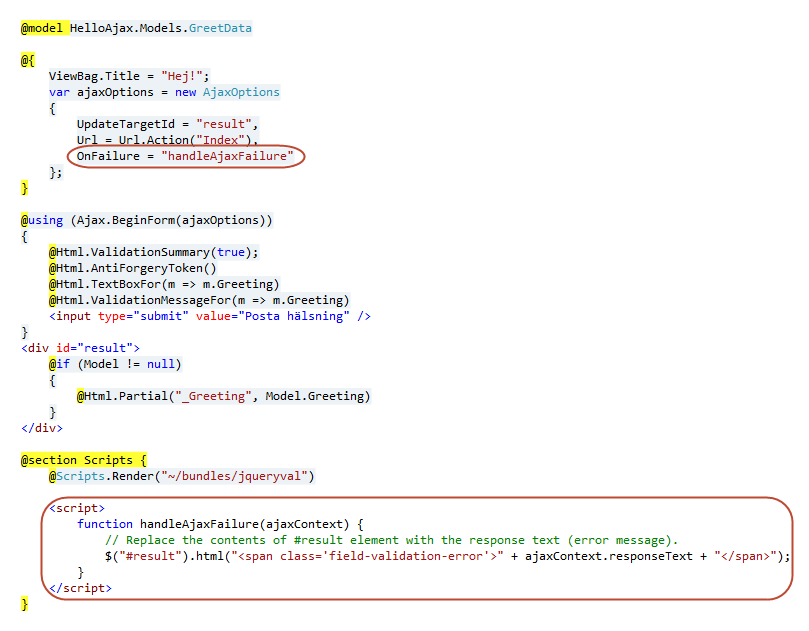 @model HelloAjax.Models.GreetData
@{
ViewBag.Title = "Hej!";
var ajaxOptions = new AjaxOptions
{
UpdateTargetId = "result",
Url = Url.Action("Index"),
OnFailure = "handleAjaxFailure"
};
}
@using (Ajax.BeginForm(ajaxOptions))
{
@Html.ValidationSummary(true);
@Html.AntiForgeryToken()
@Html.TextBoxFor(m => m.Greeting)
@Html.ValidationMessageFor(m => m.Greeting)
<input type="submit" value="Posta hälsning" />
}
<div id="result">
@if (Model != null)
{
@Html.Partial("_Greeting", Model.Greeting)
}
</div>
@section Scripts {
@Scripts.Render("~/bundles/jqueryval")
<script>
function handleAjaxFailure(ajaxContext) {
// Replace the contents of #result element with the response text (error message).
$("#result").html("<span class='field-validation-error'>" + ajaxContext.responseText + "</span>");
}
</script>
}